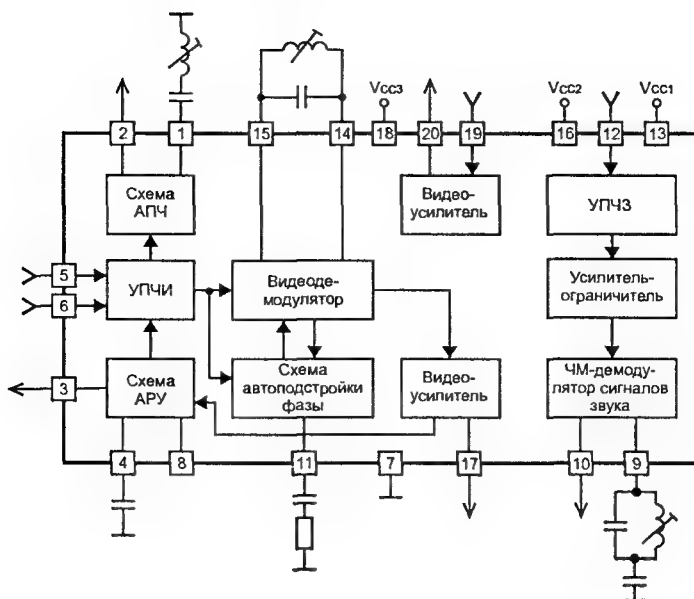 Vcc3
Vcc2
Vcc1
2
1
15
14
18
20
19
16
12
13
Схема
АПЧ
Видео-
усилитель
УПЧЗ
5
6
УПЧИ
Видеоде-
модулятор
Усилитель-
ограничитель
3
Схема
АРУ
Схема
автоподстройки
фазы
Видео-
усилитель
ЧМ-демоду-
лятор сигналов
звука
4
8
11
7
17
10
9